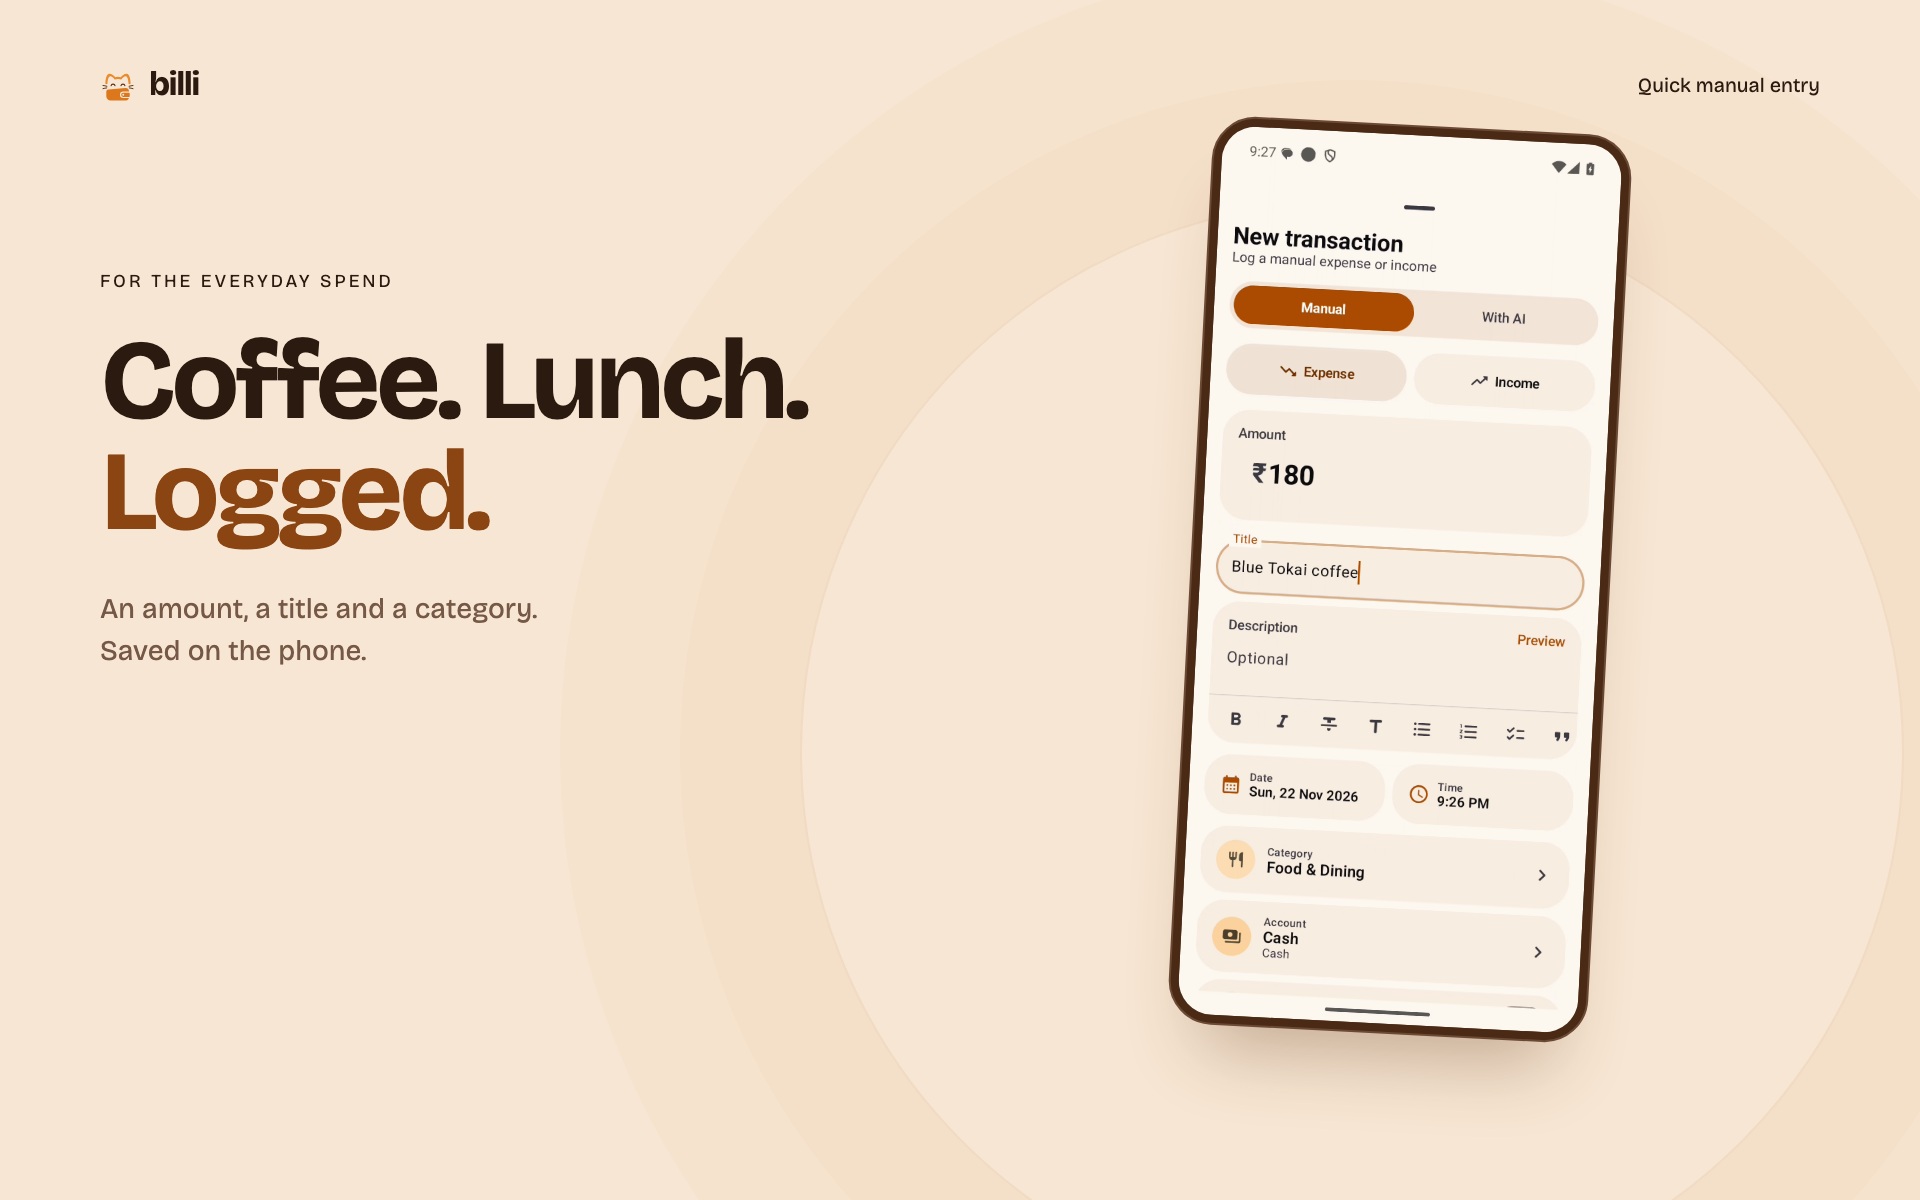 billi
Quick manual entry
FOR THE EVERYDAY SPEND
Coffee. Lunch.
Logged.
An amount, a title and a category.
Saved on the phone.
9:27
New transaction
Log a manual expense or income
Manual
With AI
Expense
Income
Amount
₹180
Title
Blue Tokai coffee
Description
Preview
Optional
Date
Sun, 22 Nov 2026
Time
9:26 PM
Category
Food & Dining
Account
Cash
Cash